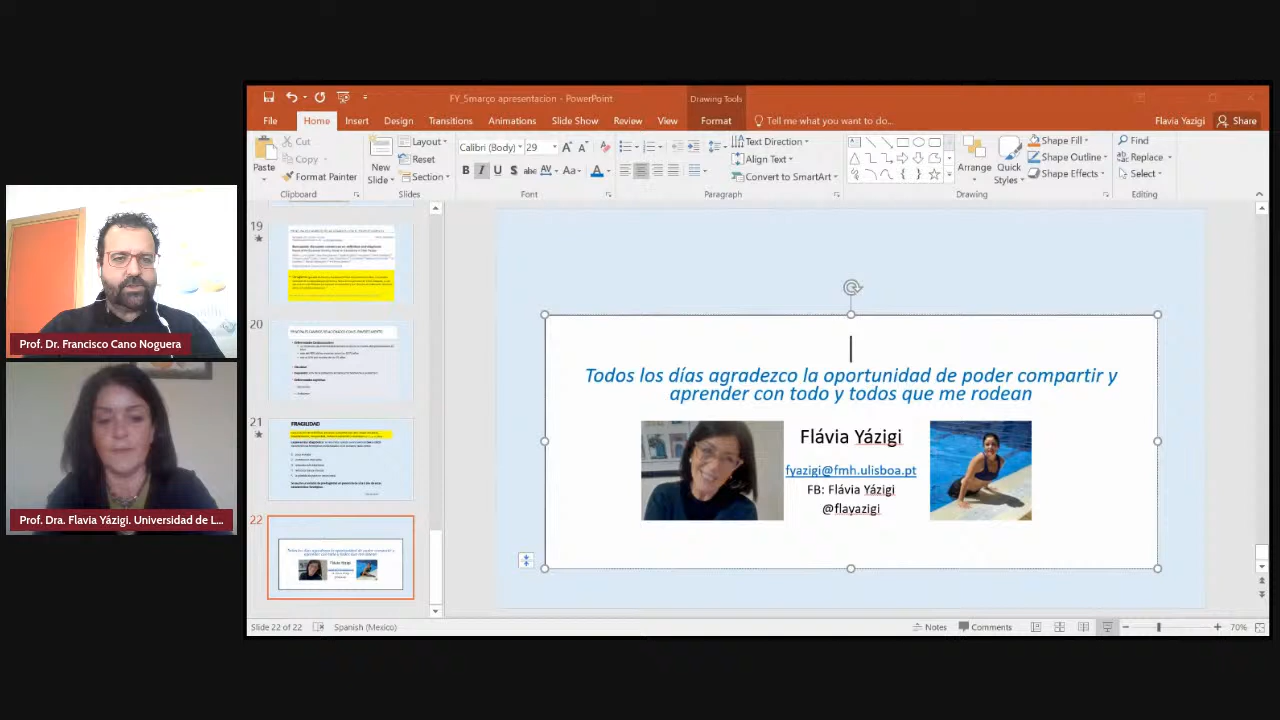 FY_5março apresentacion - PowerPoint
Drawing Tools
File
Home
Insert
Design
Transitions
Animations
Slide Show
Review
View
Format
Tell me what you want to do...
Flavia Yazigi
Share
Paste
Cut
Copy
Format Painter
Clipboard
New
Slide
Layout
Reset
Section
Slides
Calibri (Body)
29
Font
Paragraph
Text Direction
Align Text
Convert to SmartArt
Arrange
Quick
Styles
Shape Fill
Shape Outline
Shape Effects
Drawing
Find
Replace
Select
Editing
19
20
21
FRAGILIDAD
22
Todos los días agradezco la oportunidad de poder compartir y
aprender con todo y todos que me rodean
Flávia Yázigi
fyazigi@fmh.ulisboa.pt
FB: Flávia Yázigi
@flayazigi
Prof. Dr. Francisco Cano Noguera
Prof. Dra. Flavia Yázigi. Universidad de L...
Slide 22 of 22
Spanish (Mexico)
Notes
Comments
70%